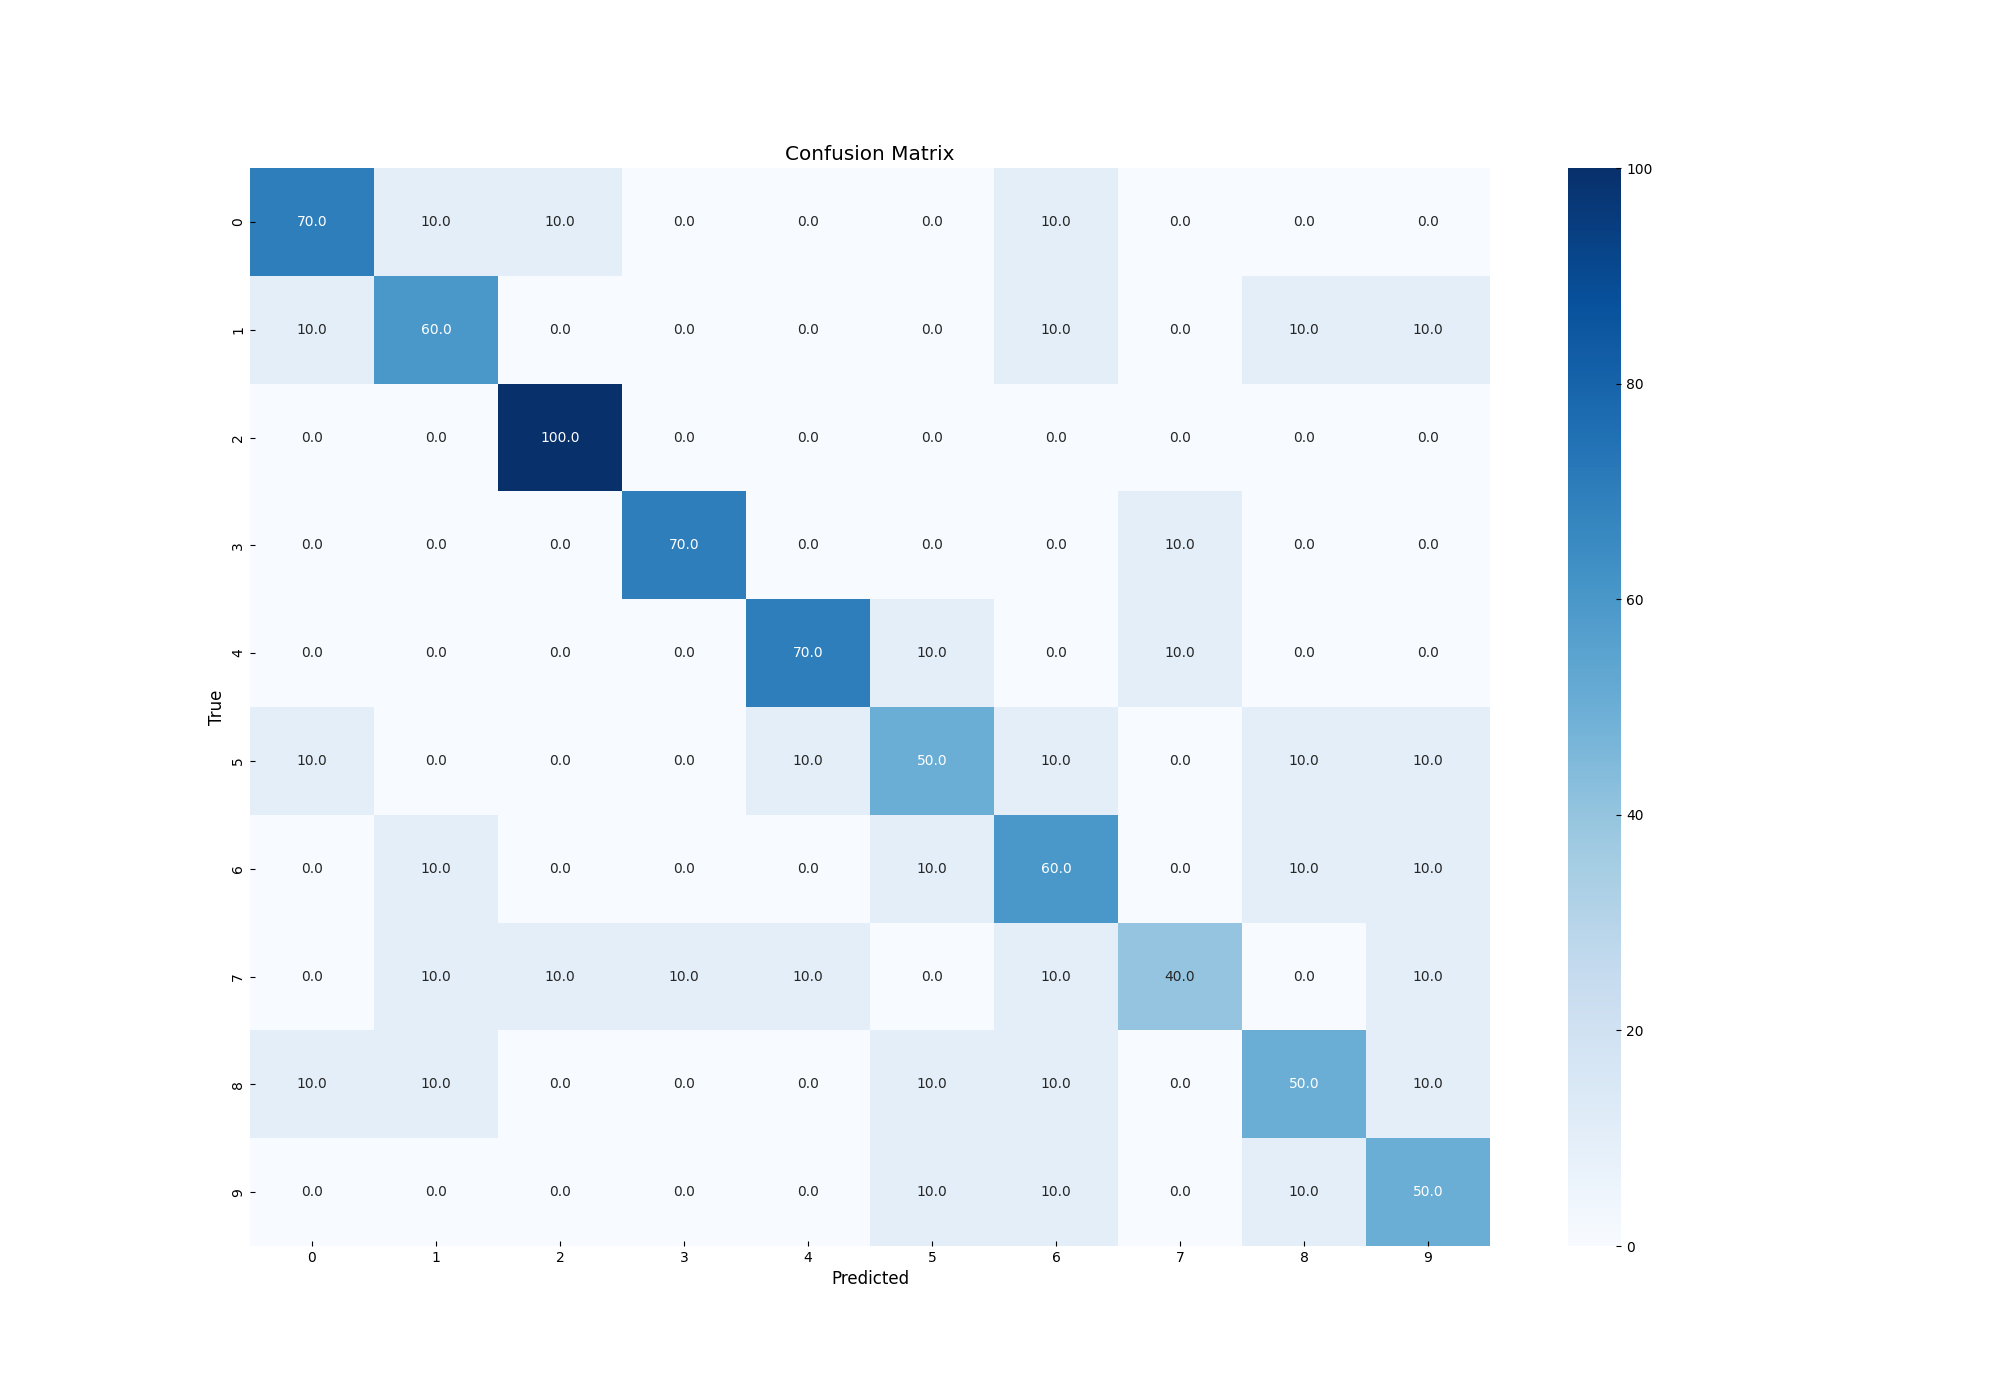 Confusion Matrix
0 70.0 10.0 10.0 0.0 0.0 0.0 10.0 0.0 0.0 0.0
1 10.0 60.0 0.0 0.0 0.0 0.0 10.0 0.0 10.0 10.0
2 0.0 0.0 100.0 0.0 0.0 0.0 0.0 0.0 0.0 0.0
3 0.0 0.0 0.0 70.0 0.0 0.0 0.0 10.0 0.0 0.0
4 0.0 0.0 0.0 0.0 70.0 10.0 0.0 10.0 0.0 0.0
True
5 10.0 0.0 0.0 0.0 10.0 50.0 10.0 0.0 10.0 10.0
6 0.0 10.0 0.0 0.0 0.0 10.0 60.0 0.0 10.0 10.0
7 0.0 10.0 10.0 10.0 10.0 0.0 10.0 40.0 0.0 10.0
8 10.0 10.0 0.0 0.0 0.0 10.0 10.0 0.0 50.0 10.0
9 0.0 0.0 0.0 0.0 0.0 10.0 10.0 0.0 10.0 50.0
0 1 2 3 4 5 6 7 8 9
Predicted
100
80
60
40
20
0